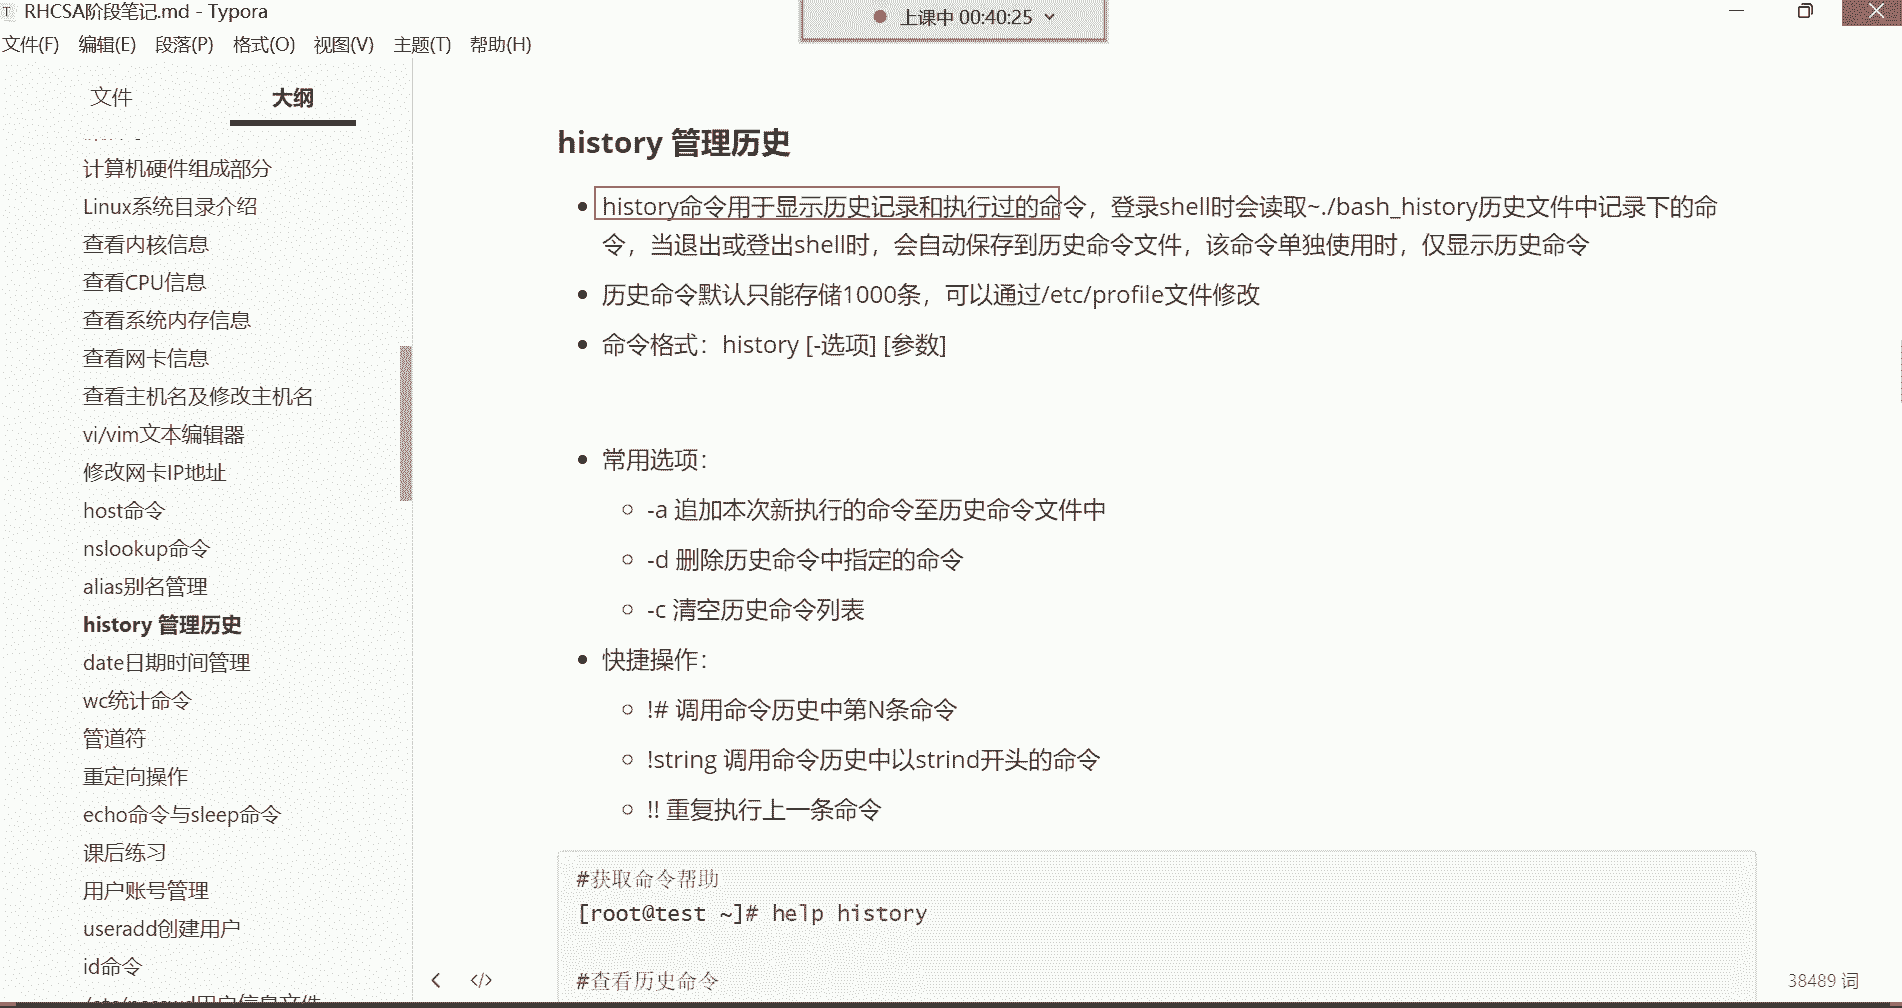 RHCSA阶段笔记.md - Typora
上课中 00:40:25
文件(F) 编辑(E) 段落(P) 格式(O) 视图(V) 主题(T) 帮助(H)
文件 大纲
计算机硬件组成部分
Linux系统目录介绍
查看内核信息
查看CPU信息
查看系统内存信息
查看网卡信息
查看主机名及修改主机名
vi/vim文本编辑器
修改网卡IP地址
host命令
nslookup命令
alias别名管理
history 管理历史
date日期时间管理
wc统计命令
管道符
重定向操作
echo命令与sleep命令
课后练习
用户账号管理
useradd创建用户
id命令
/etc/passwd用户信息文件
history 管理历史
history命令用于显示历史记录和执行过的命令，登录shell时会读取~./bash_history历史文件中记录下的命
令，当退出或登出shell时，会自动保存到历史命令文件，该命令单独使用时，仅显示历史命令
历史命令默认只能存储1000条，可以通过/etc/profile文件修改
命令格式：history [-选项] [参数]
常用选项：
-a 追加本次新执行的命令至历史命令文件中
-d 删除历史命令中指定的命令
-c 清空历史命令列表
快捷操作：
!# 调用命令历史中第N条命令
!string 调用命令历史中以strind开头的命令
!! 重复执行上一条命令
#获取命令帮助
[root@test ~]# help history
#查看历史命令
38489 词